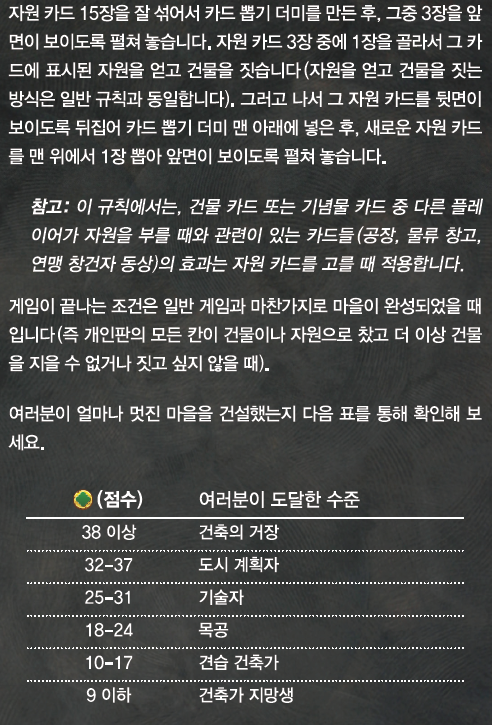 자원 카드 15장을 잘 섞어서 카드 뽑기 더미를 만든 후, 그중 3장을 앞
면이 보이도록 펼쳐 놓습니다. 자원 카드 3장 중에 1장을 골라서 그 카
드에 표시된 자원을 얻고 건물을 짓습니다(자원을 얻고 건물을 짓는
방식은 일반 규칙과 동일합니다). 그러고 나서 그 자원 카드를 뒷면이
보이도록 뒤집어 카드 뽑기 더미 맨 아래에 넣은 후, 새로운 자원 카드
를 맨 위에서 1장 뽑아 앞면이 보이도록 펼쳐 놓습니다.
참고: 이 규칙에서는, 건물 카드 또는 기념물 카드 중 다른 플레
이어가 자원을 부를 때와 관련이 있는 카드들(공장, 물류 창고,
연맹 창건자 동상)의 효과는 자원 카드를 고를 때 적용합니다.
게임이 끝나는 조건은 일반 게임과 마찬가지로 마을이 완성되었을 때
입니다(즉 개인판의 모든 칸이 건물이나 자원으로 찼고 더 이상 건물
을 지을 수 없거나 짓고 싶지 않을 때).
여러분이 얼마나 멋진 마을을 건설했는지 다음 표를 통해 확인해 보
세요.
(점수) 여러분이 도달한 수준
38 이상 건축의 거장
32-37 도시 계획자
25-31 기술자
18-24 목공
10-17 견습 건축가
9 이하 건축가 지망생